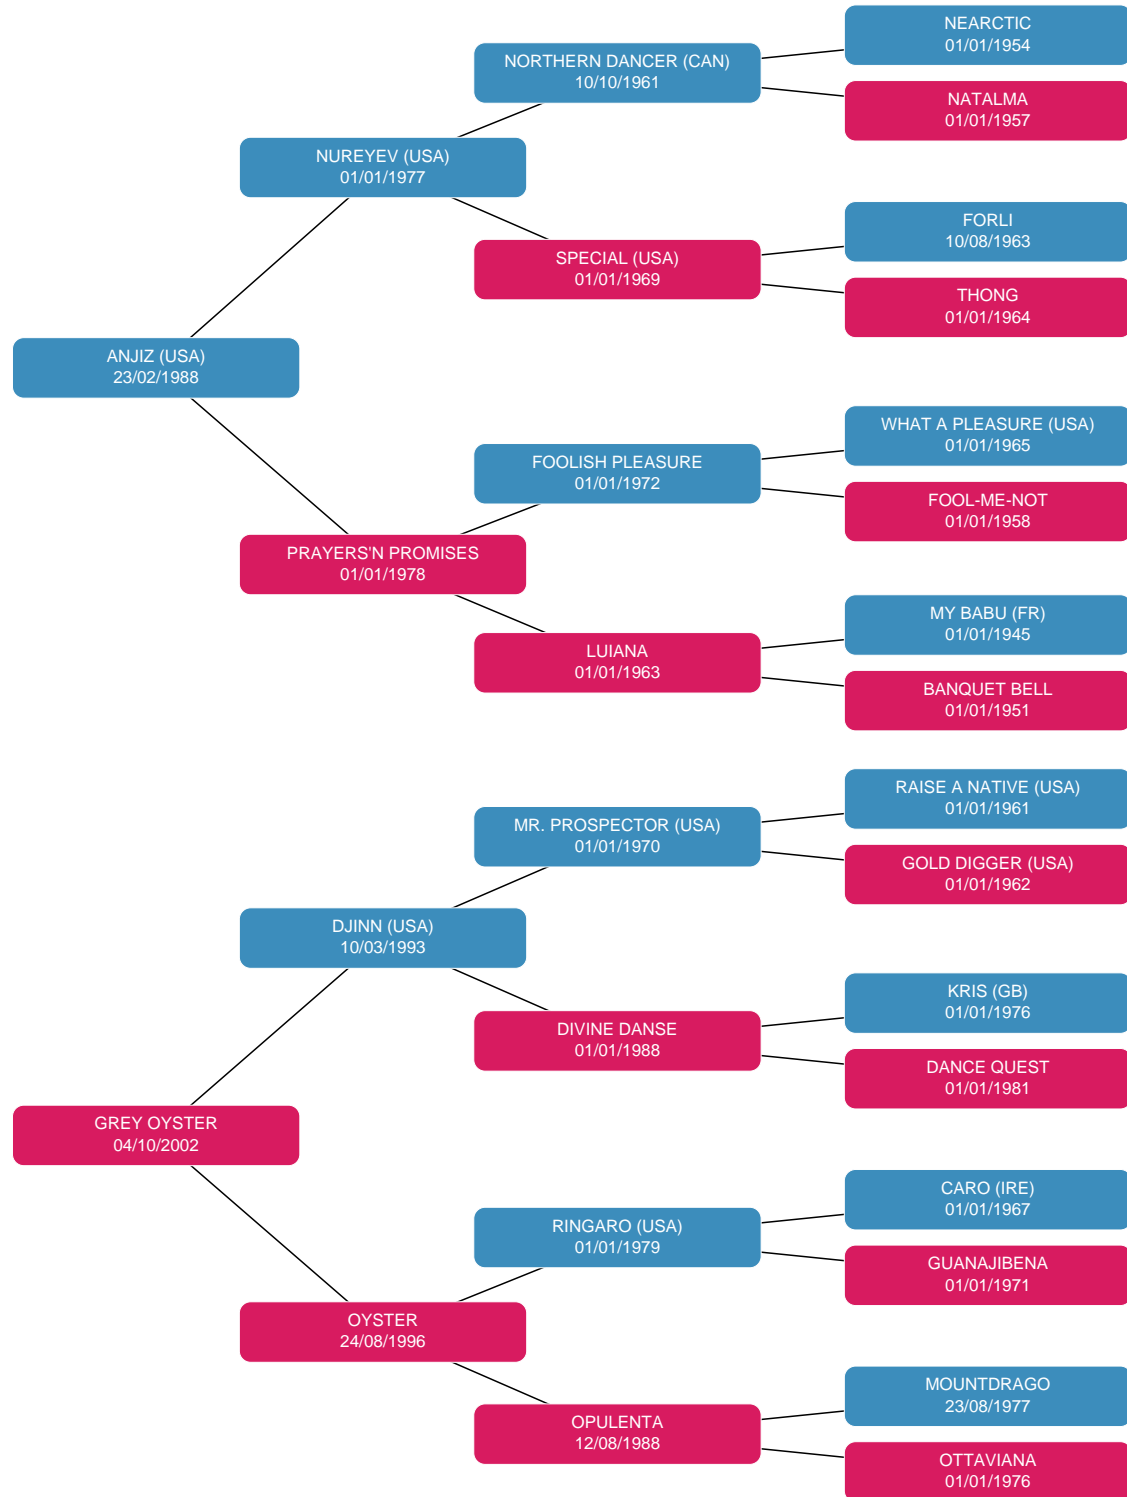 NEARCTIC
01/01/1954
NORTHERN DANCER (CAN)
10/10/1961
NATALMA
01/01/1957
NUREYEV (USA)
01/01/1977
FORLI
10/08/1963
SPECIAL (USA)
01/01/1969
THONG
01/01/1964
ANJIZ (USA)
23/02/1988
WHAT A PLEASURE (USA)
01/01/1965
FOOLISH PLEASURE
01/01/1972
FOOL-ME-NOT
01/01/1958
PRAYERS'N PROMISES
01/01/1978
MY BABU (FR)
01/01/1945
LUIANA
01/01/1963
BANQUET BELL
01/01/1951
RAISE A NATIVE (USA)
01/01/1961
MR. PROSPECTOR (USA)
01/01/1970
GOLD DIGGER (USA)
01/01/1962
DJINN (USA)
10/03/1993
KRIS (GB)
01/01/1976
DIVINE DANSE
01/01/1988
DANCE QUEST
01/01/1981
GREY OYSTER
04/10/2002
CARO (IRE)
01/01/1967
RINGARO (USA)
01/01/1979
GUANAJIBENA
01/01/1971
OYSTER
24/08/1996
MOUNTDRAGO
23/08/1977
OPULENTA
12/08/1988
OTTAVIANA
01/01/1976